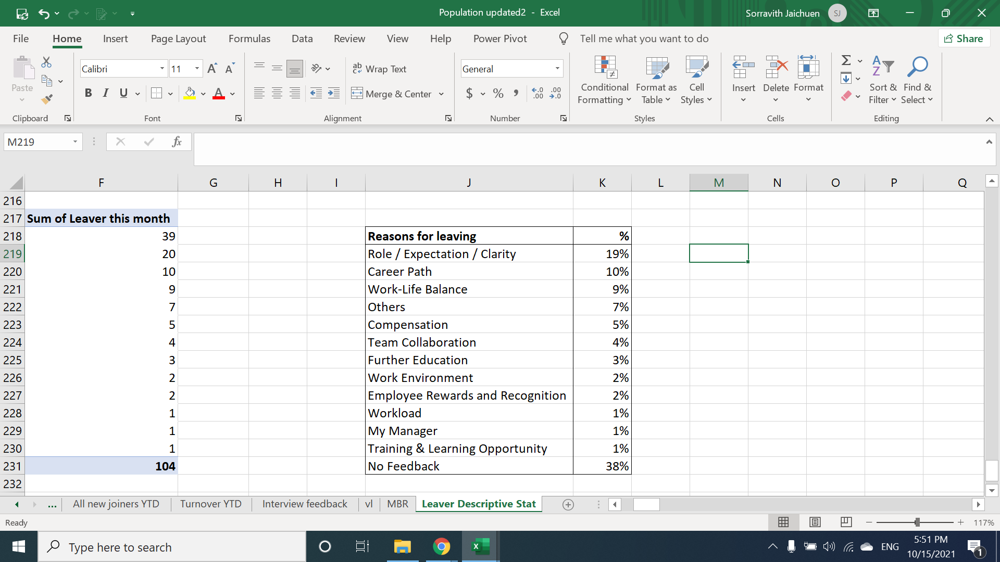 Population updated2 - Excel
Sorravith Jaichuen SJ
File Home Insert Page Layout Formulas Data Review View Help Power Pivot Tell me what you want to do Share
Paste
Calibri 11
Wrap Text
Merge & Center
General
Conditional Formatting
Format as Table
Cell Styles
Insert Delete Format
Sort & Filter
Find & Select
Clipboard Font Alignment Number Styles Cells Editing
M219 fx
F G H I J K L M N O P Q
216
217 Sum of Leaver this month
218 39 Reasons for leaving %
219 20 Role / Expectation / Clarity 19%
220 10 Career Path 10%
221 9 Work-Life Balance 9%
222 7 Others 7%
223 5 Compensation 5%
224 4 Team Collaboration 4%
225 3 Further Education 3%
226 2 Work Environment 2%
227 2 Employee Rewards and Recognition 2%
228 1 Workload 1%
229 1 My Manager 1%
230 1 Training & Learning Opportunity 1%
231 104 No Feedback 38%
232
... All new joiners YTD Turnover YTD Interview feedback vl MBR Leaver Descriptive Stat
Ready 117%
Type here to search
ENG
5:51 PM
10/15/2021
1